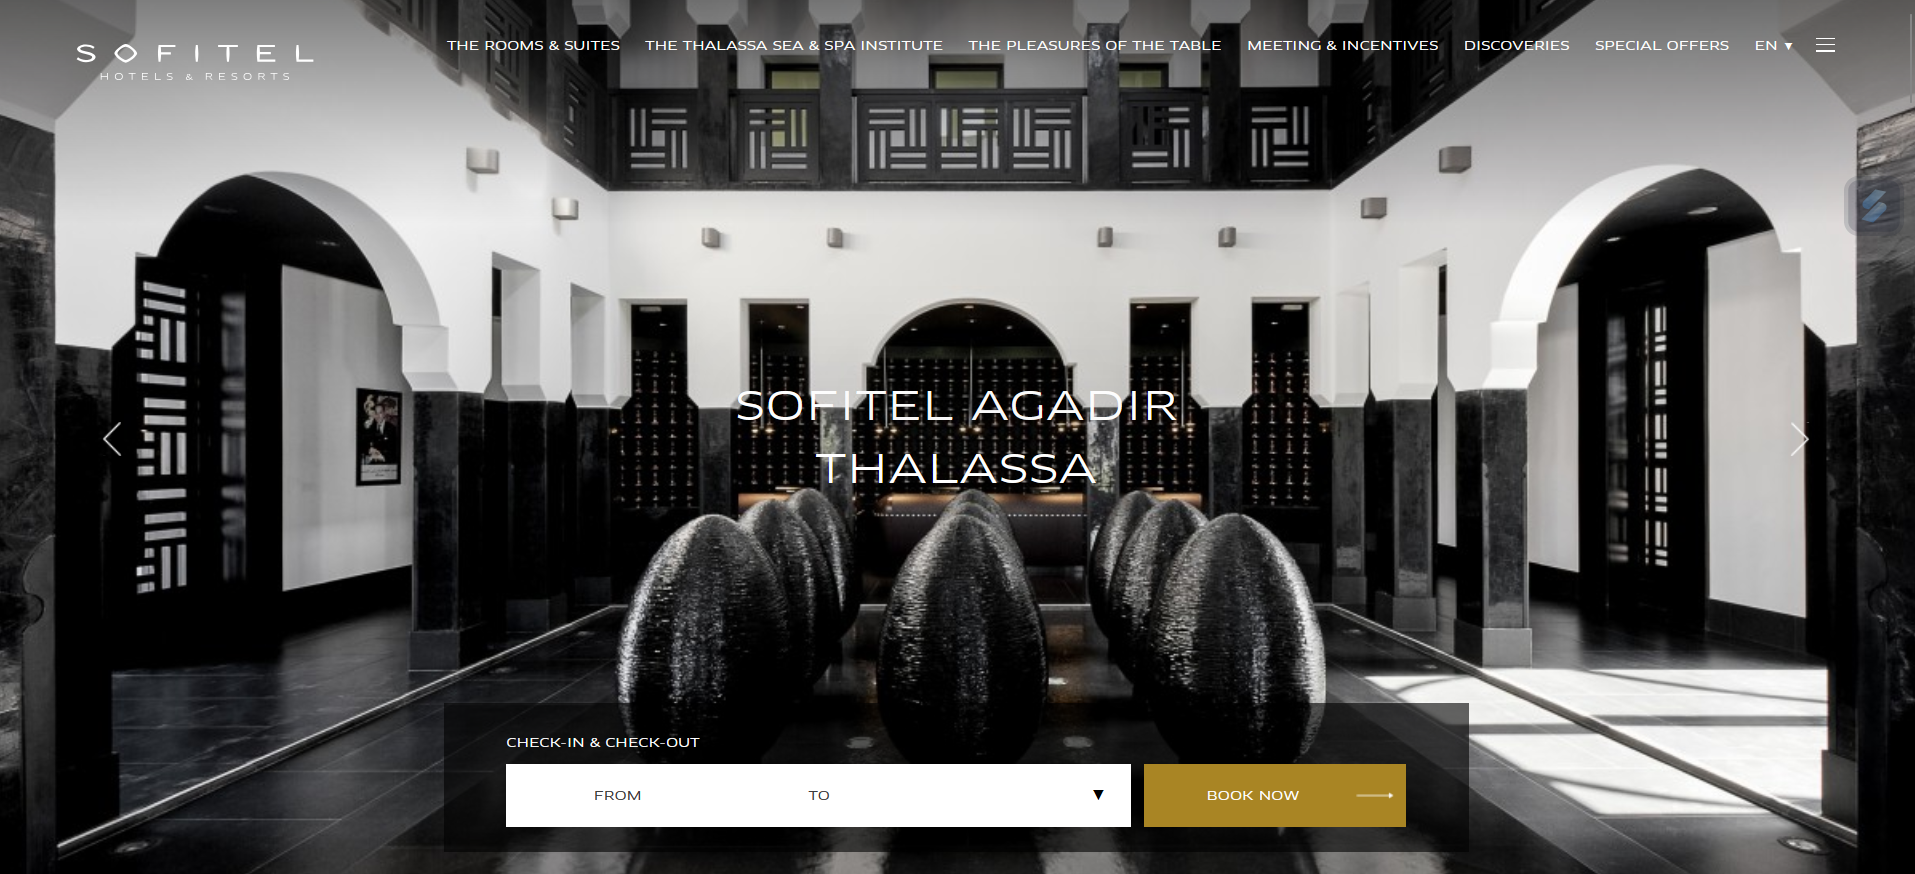 SOFITEL
HOTELS & RESORTS
THE ROOMS & SUITES
THE THALASSA SEA & SPA INSTITUTE
THE PLEASURES OF THE TABLE
MEETING & INCENTIVES
DISCOVERIES
SPECIAL OFFERS
EN ▼
SOFITEL AGADIR
THALASSA
CHECK-IN & CHECK-OUT
FROM
TO
▼
BOOK NOW